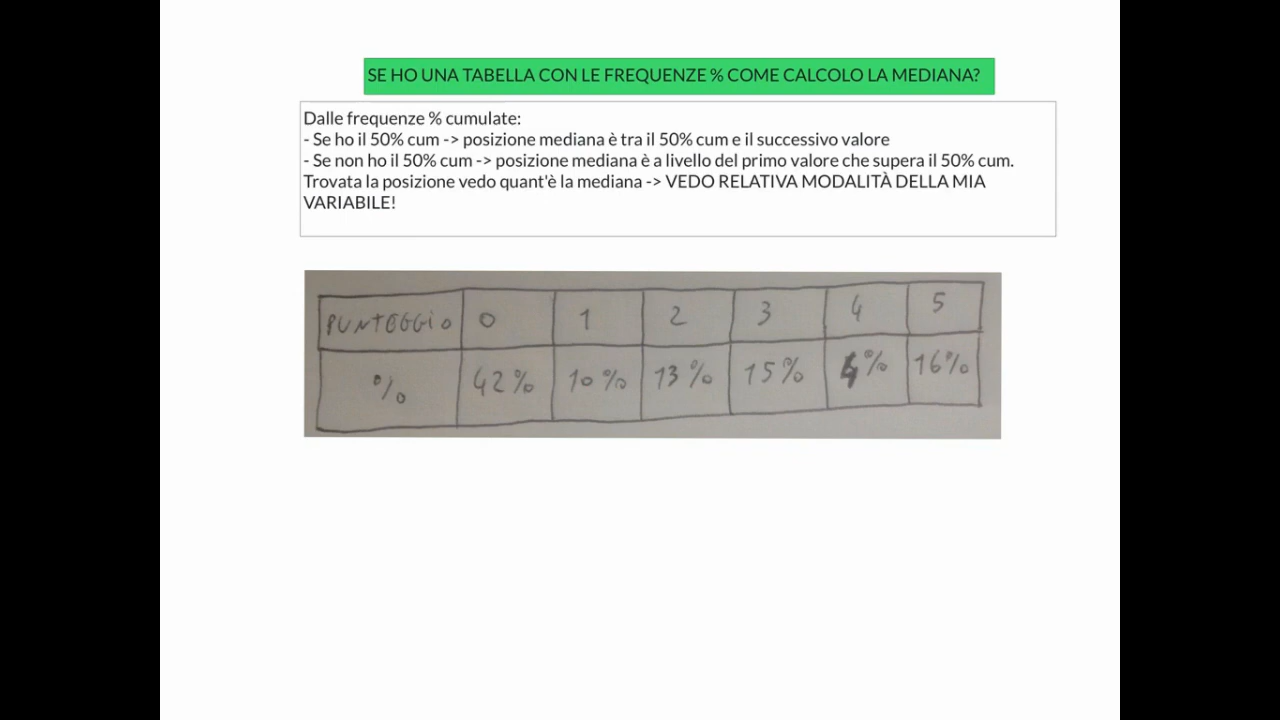 SE HO UNA TABELLA CON LE FREQUENZE % COME CALCOLO LA MEDIANA?
Dalle frequenze % cumulate:
- Se ho il 50% cum -> posizione mediana è tra il 50% cum e il successivo valore
- Se non ho il 50% cum -> posizione mediana è a livello del primo valore che supera il 50% cum.
Trovata la posizione vedo quant'è la mediana -> VEDO RELATIVA MODALITÀ DELLA MIA
VARIABILE!
PUNTEGGIO 0 1 2 3 4 5
% 42% 10% 13% 15% 4% 16%